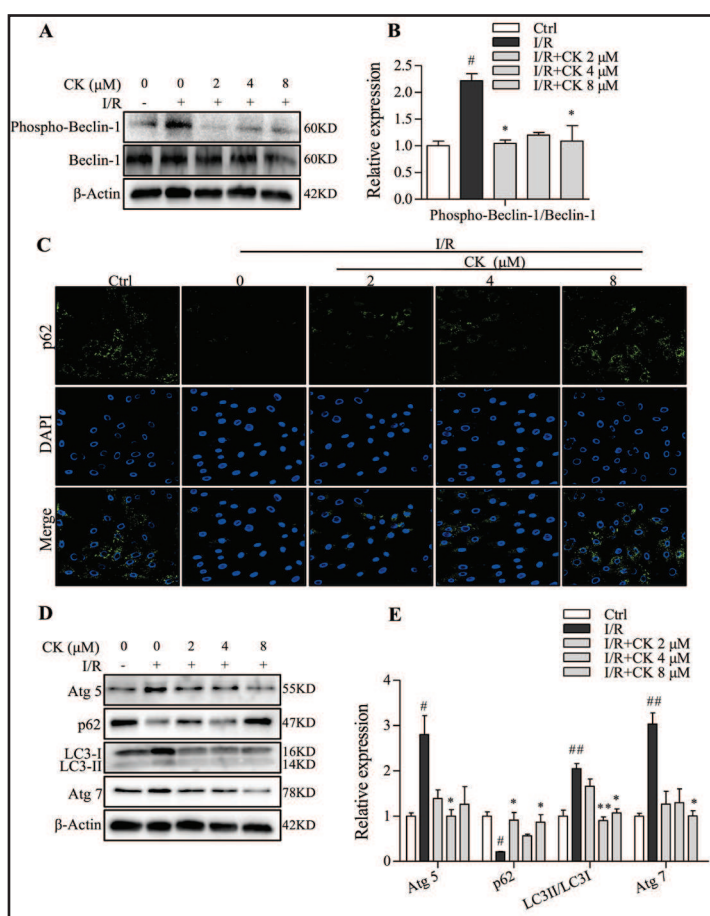 A
CK (μM) 0 0 2 4 8
I/R - + + + +
Phospho-Beclin-1 60KD
Beclin-1 60KD
β-Actin 42KD
B
Ctrl
I/R
I/R+CK 2 μM
I/R+CK 4 μM
I/R+CK 8 μM
Relative expression
2.5
2.0
1.5
1.0
0.5
0.0
# * *
Phospho-Beclin-1/Beclin-1
C
I/R
CK (μM)
Ctrl 0 2 4 8
p62
DAPI
Merge
D
CK (μM) 0 0 2 4 8
I/R - + + + +
Atg 5 55KD
p62 47KD
LC3-I 16KD
LC3-II 14KD
Atg 7 78KD
β-Actin 42KD
E
Ctrl
I/R
I/R+CK 2 μM
I/R+CK 4 μM
I/R+CK 8 μM
Relative expression
4
3
2
1
0
# * # * * ## ** * ## *
Atg 5 p62 LC3II/LC3I Atg 7